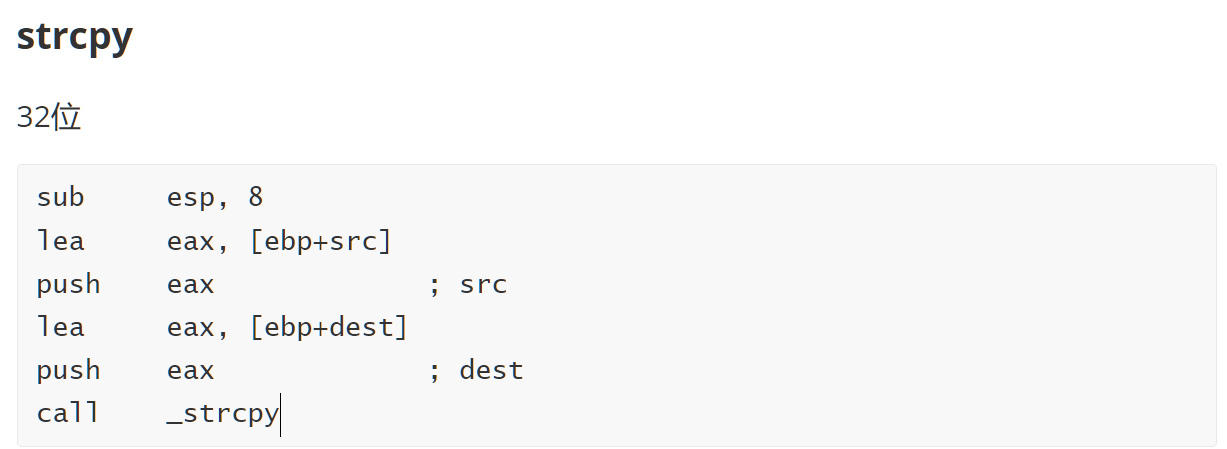 strcpy
32位
sub     esp, 8
lea     eax, [ebp+src]
push    eax             ; src
lea     eax, [ebp+dest]
push    eax             ; dest
call    _strcpy